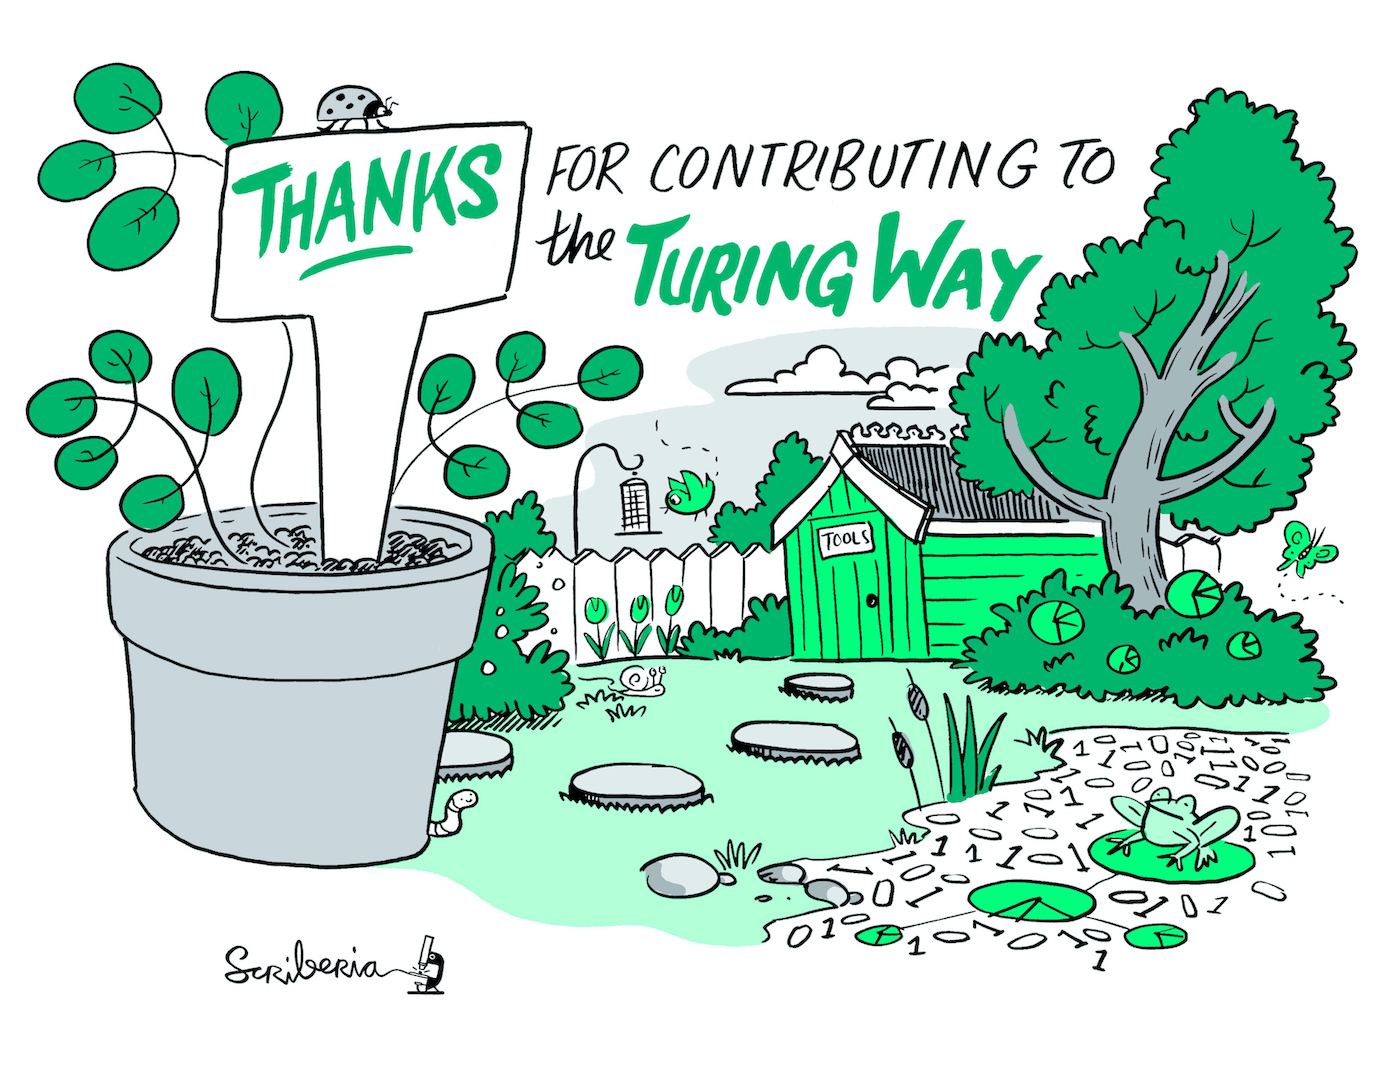 THANKS
FOR CONTRIBUTING TO
the TURING WAY
TOOLS
Scriberia